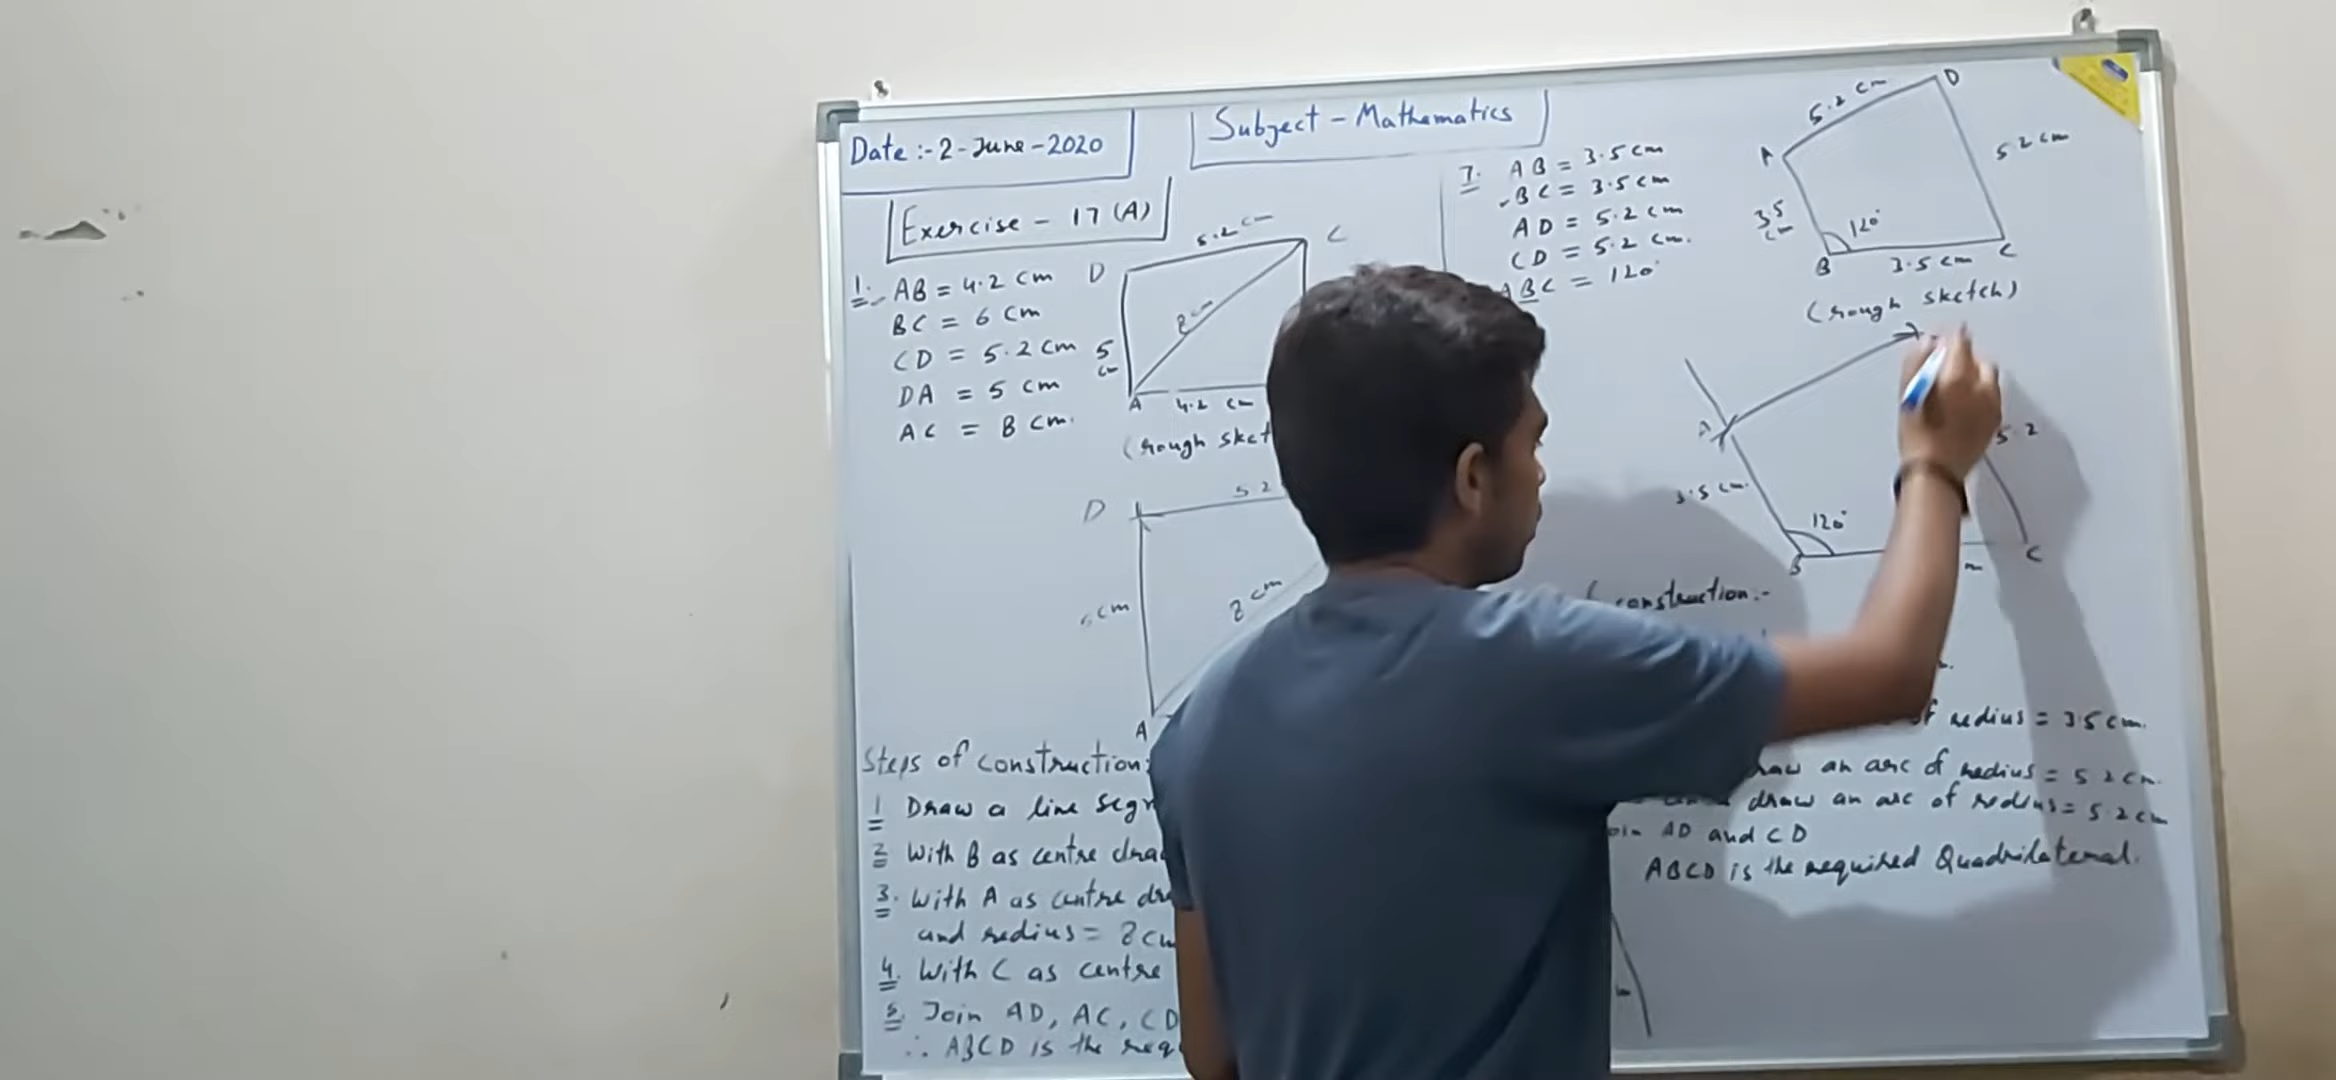 Date :- 2 - June - 2020
Subject - Mathematics
Exercise - 17 (A)
1. AB = 4.2 cm
BC = 6 cm
CD = 5.2 cm
DA = 5 cm
AC = 8 cm.
D
5.2 cm
C
8 cm
5 cm
A
4.2 cm
(rough sket
D
5.2
5 cm
8 cm
A
Steps of construction:
1 Draw a line segm
2 With B as centre draw
3. With A as centre dra
and radius = 8 cm
4. With C as centre
5. Join AD, AC, CD
∴ ABCD is the requ
7. AB = 3.5 cm
BC = 3.5 cm
AD = 5.2 cm
CD = 5.2 cm.
ABC = 120°
5.2 cm
D
A
5.2 cm
3.5 cm
120°
B
3.5 cm
C
(rough sketch)
A
5.2
3.5 cm.
120°
B
C
construction :-
of radius = 3.5 cm.
raw an arc of radius = 5.2 cm.
draw an arc of radius = 5.2 cm
oin AD and CD
ABCD is the required Quadrilateral.